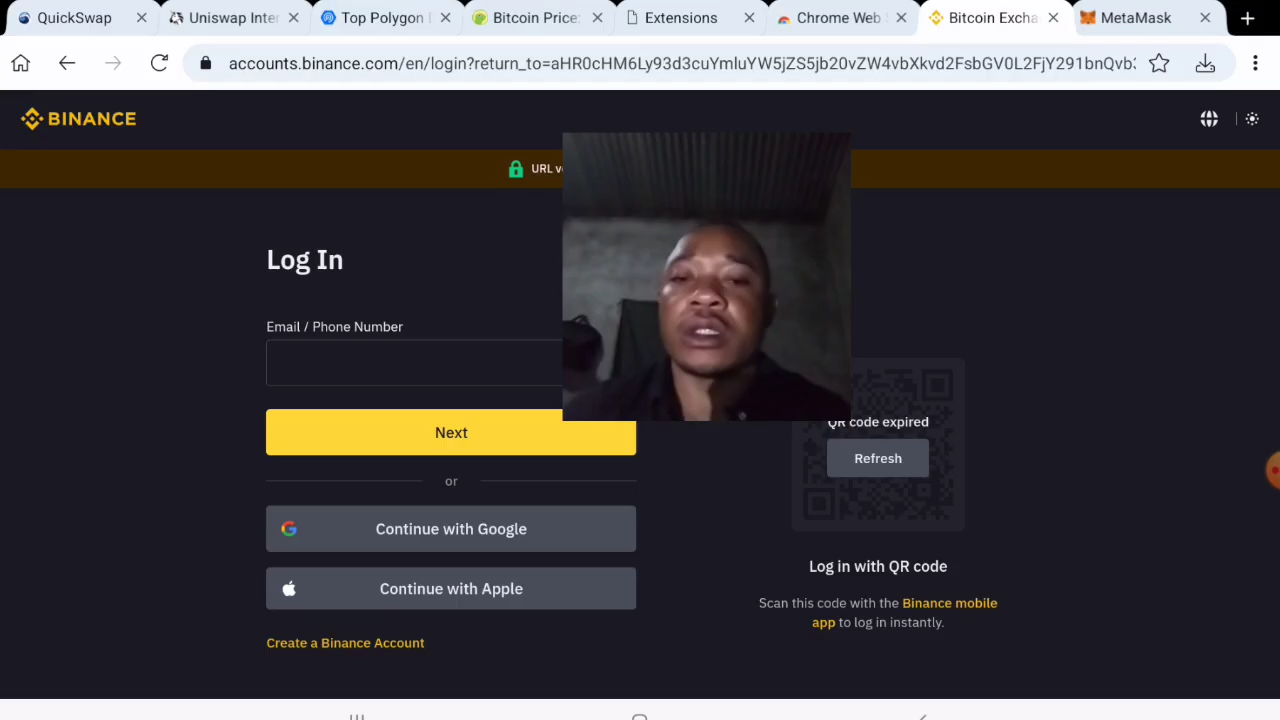 QuickSwap
Uniswap Inter
Top Polygon
Bitcoin Price:
Extensions
Chrome Web
Bitcoin Excha
MetaMask
accounts.binance.com/en/login?return_to=aHR0cHM6Ly93d3cuYmluYW5jZS5jb20vZW4vbXkvd2FsbGV0L2FjY291bnQvb
BINANCE
URL
Log In
Email / Phone Number
Next
or
Continue with Google
Continue with Apple
Create a Binance Account
QR code expired
Refresh
Log in with QR code
Scan this code with the Binance mobile
app to log in instantly.